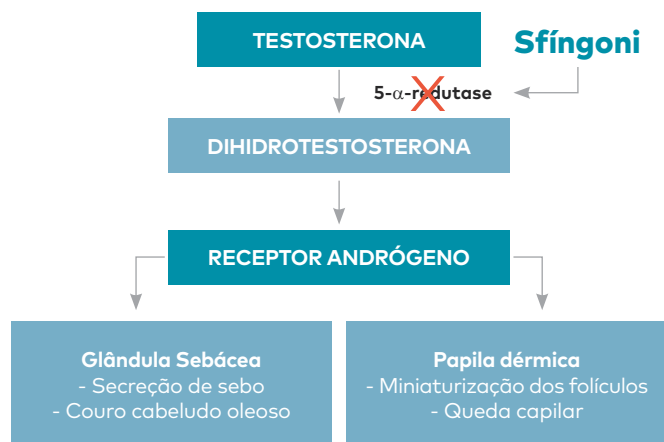 TESTOSTERONA
Sfíngoni
5-α-redutase
DIHIDROTESTOSTERONA
RECEPTOR ANDRÓGENO
Glândula Sebácea
- Secreção de sebo
- Couro cabeludo oleoso
Papila dérmica
- Miniaturização dos folículos
- Queda capilar